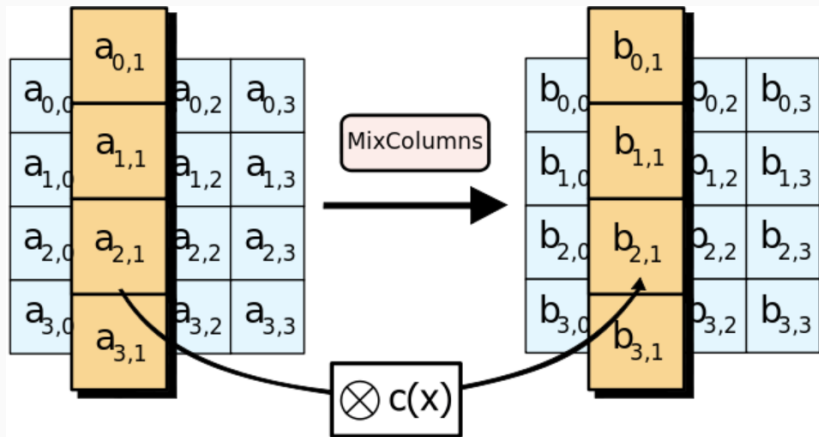 a0,1
a0,0 a0,2 a0,3
a1,1
a1,0 a1,2 a1,3
a2,1
a2,0 a2,2 a2,3
a3,1
a3,0 a3,2 a3,3
MixColumns
⊗ c(x)
b0,1
b0,0 b0,2 b0,3
b1,1
b1,0 b1,2 b1,3
b2,1
b2,0 b2,2 b2,3
b3,1
b3,0 b3,2 b3,3